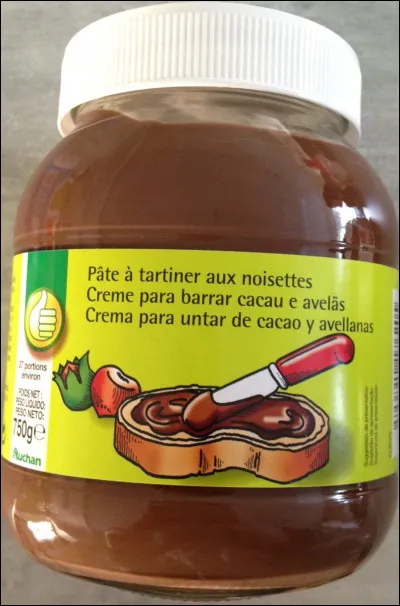 Pâte à tartiner aux noisettes
Creme para barrar cacau e avelãs
Crema para untar de cacao y avellanas
37 portions
environ
POIDS NET:
PESO LÍQUIDO:
PESO NETO:
750g℮
Auchan